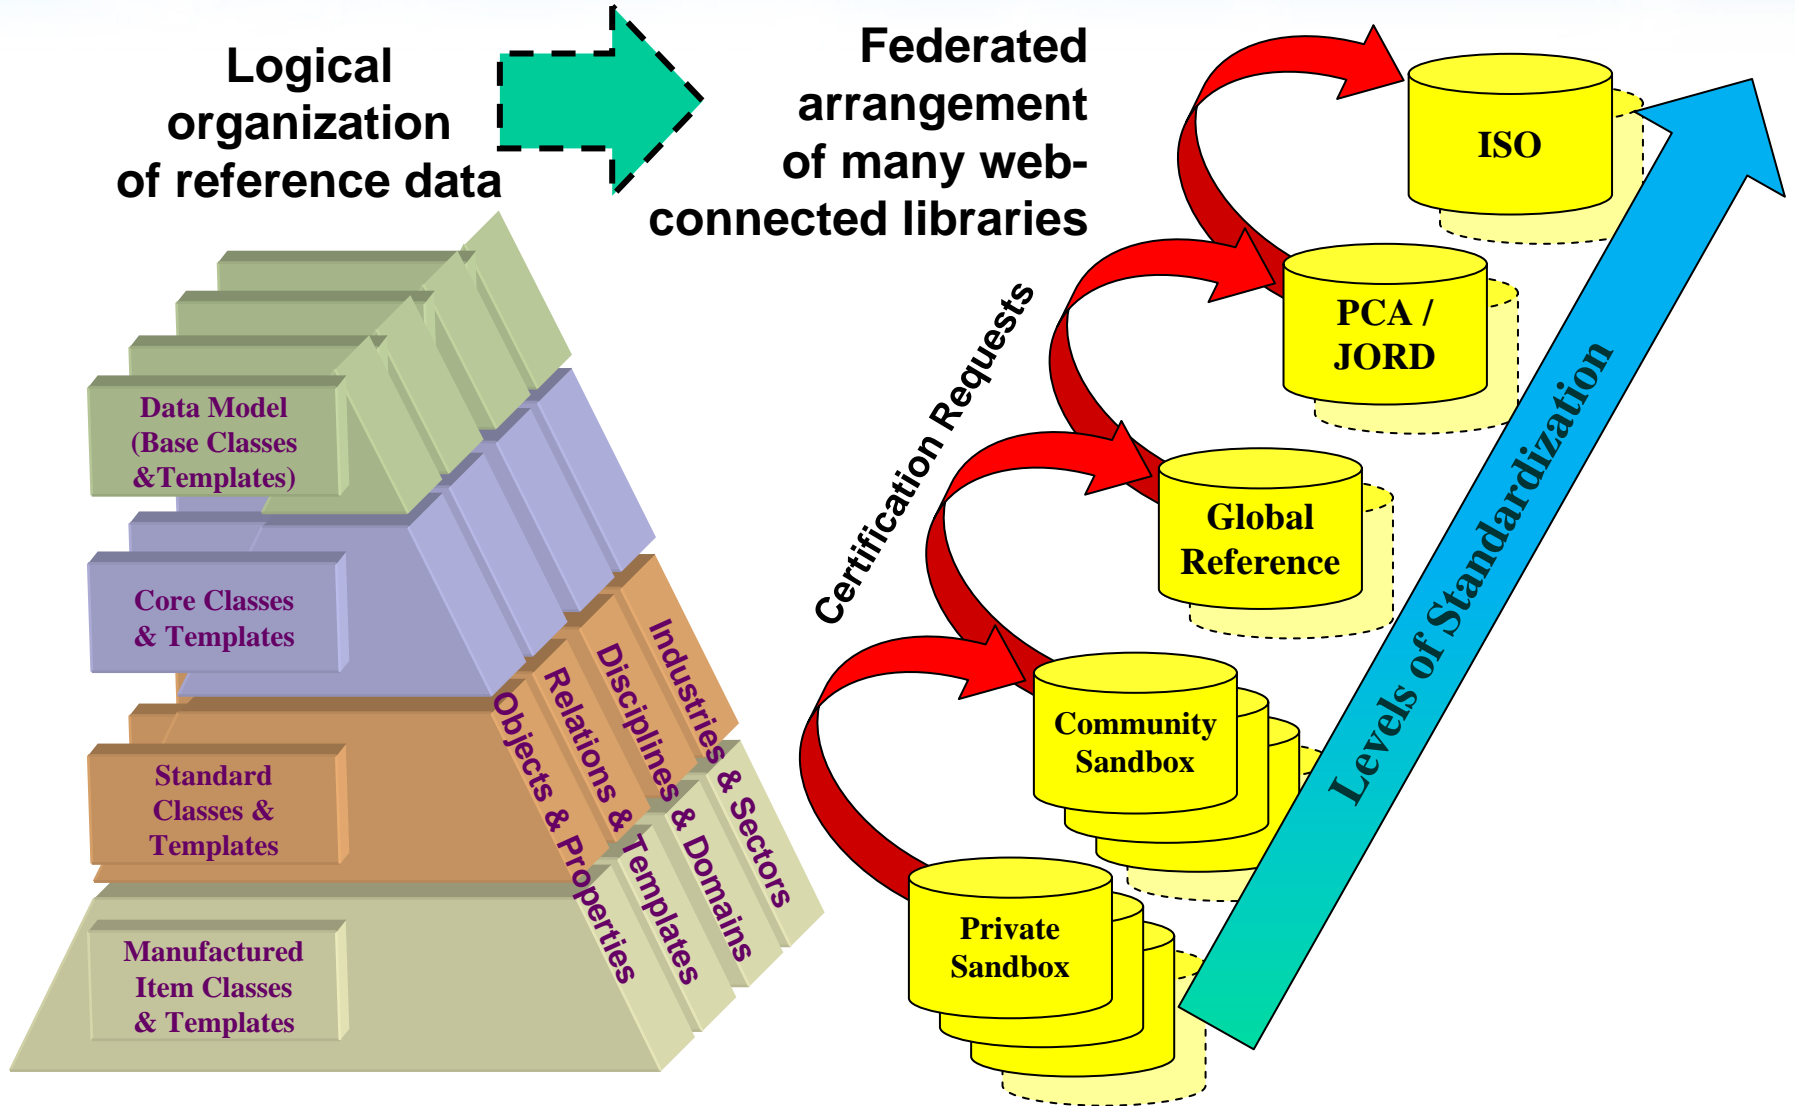 Logical
organization
of reference data
Federated
arrangement
of many web-
connected libraries
Data Model
(Base Classes
&Templates)
Core Classes
& Templates
Standard
Classes &
Templates
Manufactured
Item Classes
& Templates
Objects & Properties
Relations & Templates
Disciplines & Domains
Industries & Sectors
Certification Requests
ISO
PCA /
JORD
Global
Reference
Community
Sandbox
Private
Sandbox
Levels of Standardization